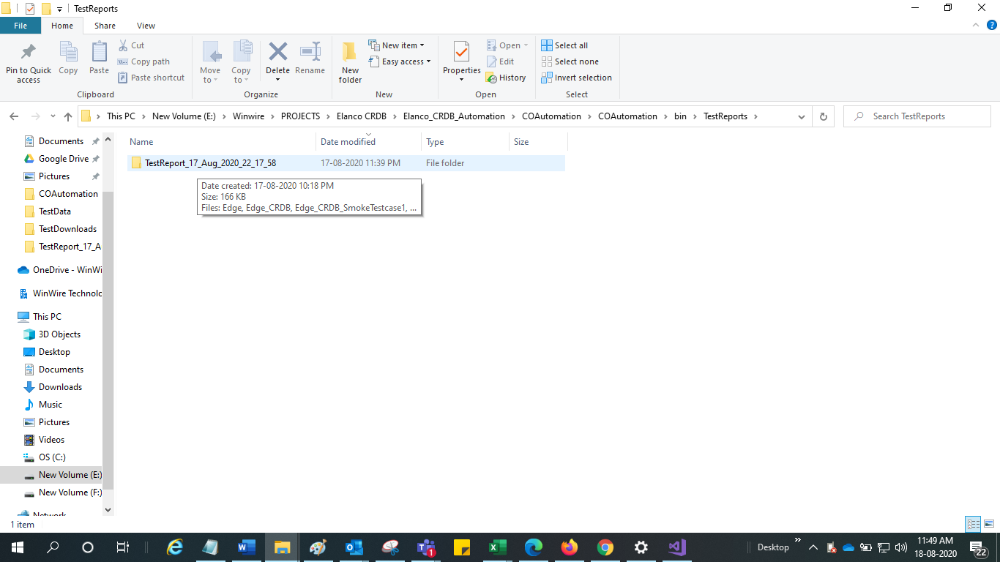 TestReports
File Home Share View
Pin to Quick access
Copy
Paste
Cut
Copy path
Paste shortcut
Clipboard
Move to
Copy to
Delete
Rename
Organize
New folder
New item
Easy access
New
Properties
Open
Edit
History
Open
Select all
Select none
Invert selection
Select
This PC > New Volume (E:) > Winwire > PROJECTS > Elanco CRDB > Elanco_CRDB_Automation > COAutomation > COAutomation > bin > TestReports >
Search TestReports
Documents
Google Drive
Pictures
COAutomation
TestData
TestDownloads
TestReport_17_A
OneDrive - WinWi
WinWire Technolo
This PC
3D Objects
Desktop
Documents
Downloads
Music
Pictures
Videos
OS (C:)
New Volume (E:)
New Volume (F:)
Network
Name Date modified Type Size
TestReport_17_Aug_2020_22_17_58 17-08-2020 11:39 PM File folder
Date created: 17-08-2020 10:18 PM
Size: 166 KB
Files: Edge, Edge_CRDB, Edge_CRDB_SmokeTestcase1, ...
1 item
1
Desktop
11:49 AM
18-08-2020
22